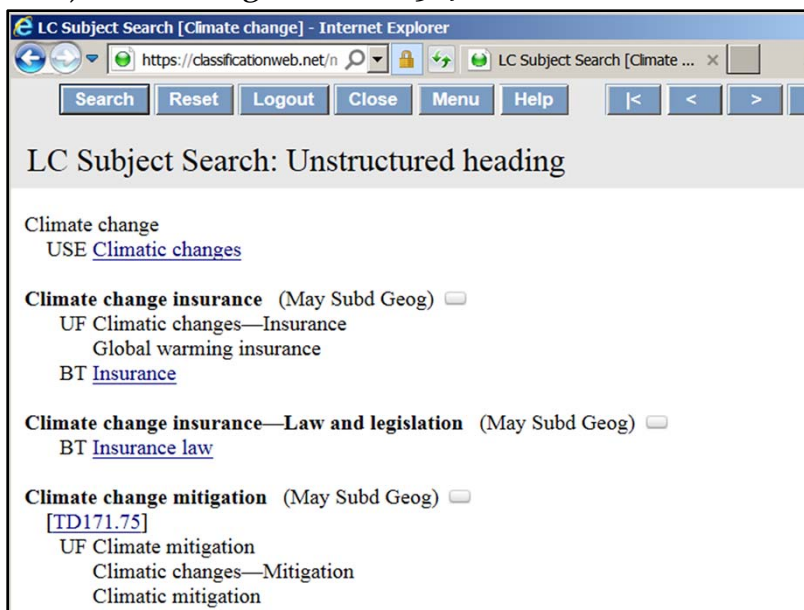 LC Subject Search [Climate change] - Internet Explorer
https://classificationweb.net/n
LC Subject Search [Climate ...
Search Reset Logout Close Menu Help |< < >
LC Subject Search: Unstructured heading
Climate change
USE Climatic changes
Climate change insurance (May Subd Geog)
UF Climatic changes—Insurance
Global warming insurance
BT Insurance
Climate change insurance—Law and legislation (May Subd Geog)
BT Insurance law
Climate change mitigation (May Subd Geog)
[TD171.75]
UF Climate mitigation
Climatic changes—Mitigation
Climatic mitigation